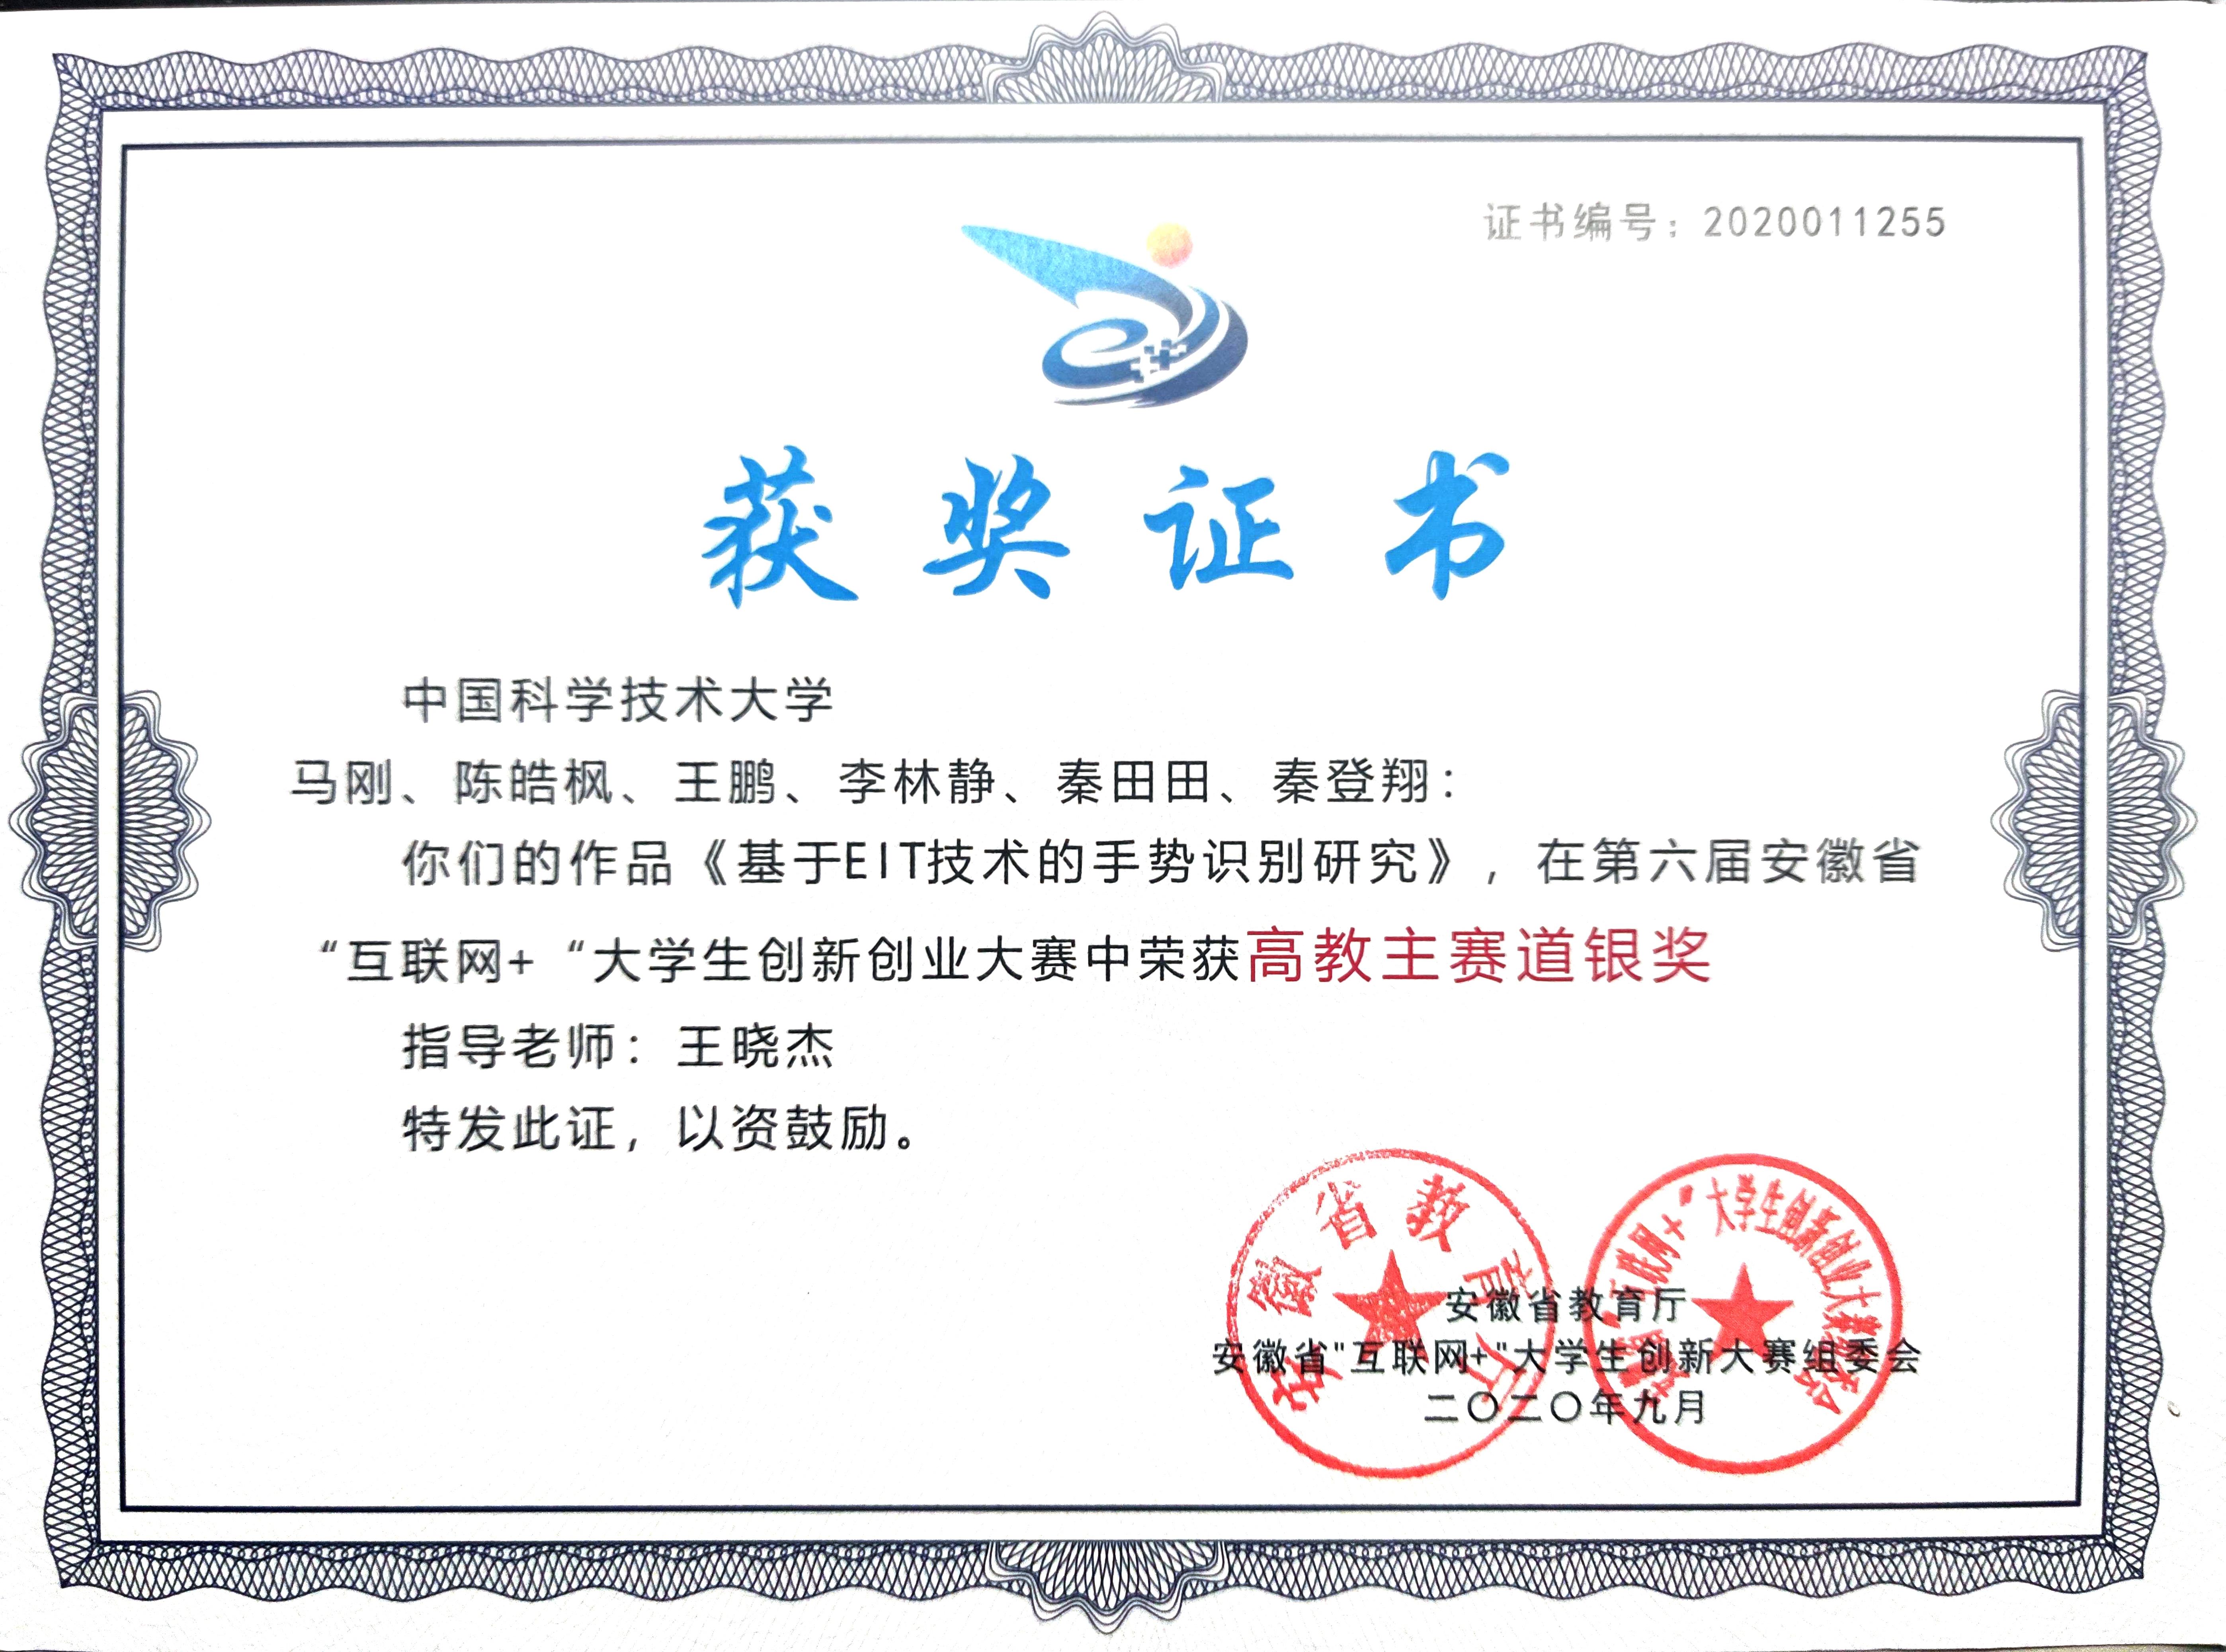 证书编号：2020011255
获奖证书
中国科学技术大学
马刚、陈皓枫、王鹏、李林静、秦田田、秦登翔：
你们的作品《基于EIT技术的手势识别研究》，在第六届安徽省
“互联网+“大学生创新创业大赛中荣获高教主赛道银奖
指导老师：王晓杰
特发此证，以资鼓励。
安徽省教育厅
安徽省"互联网+"大学生创新大赛组委会
二〇二〇年九月
安徽省教育厅
"互联网+"大学生创新创业大赛